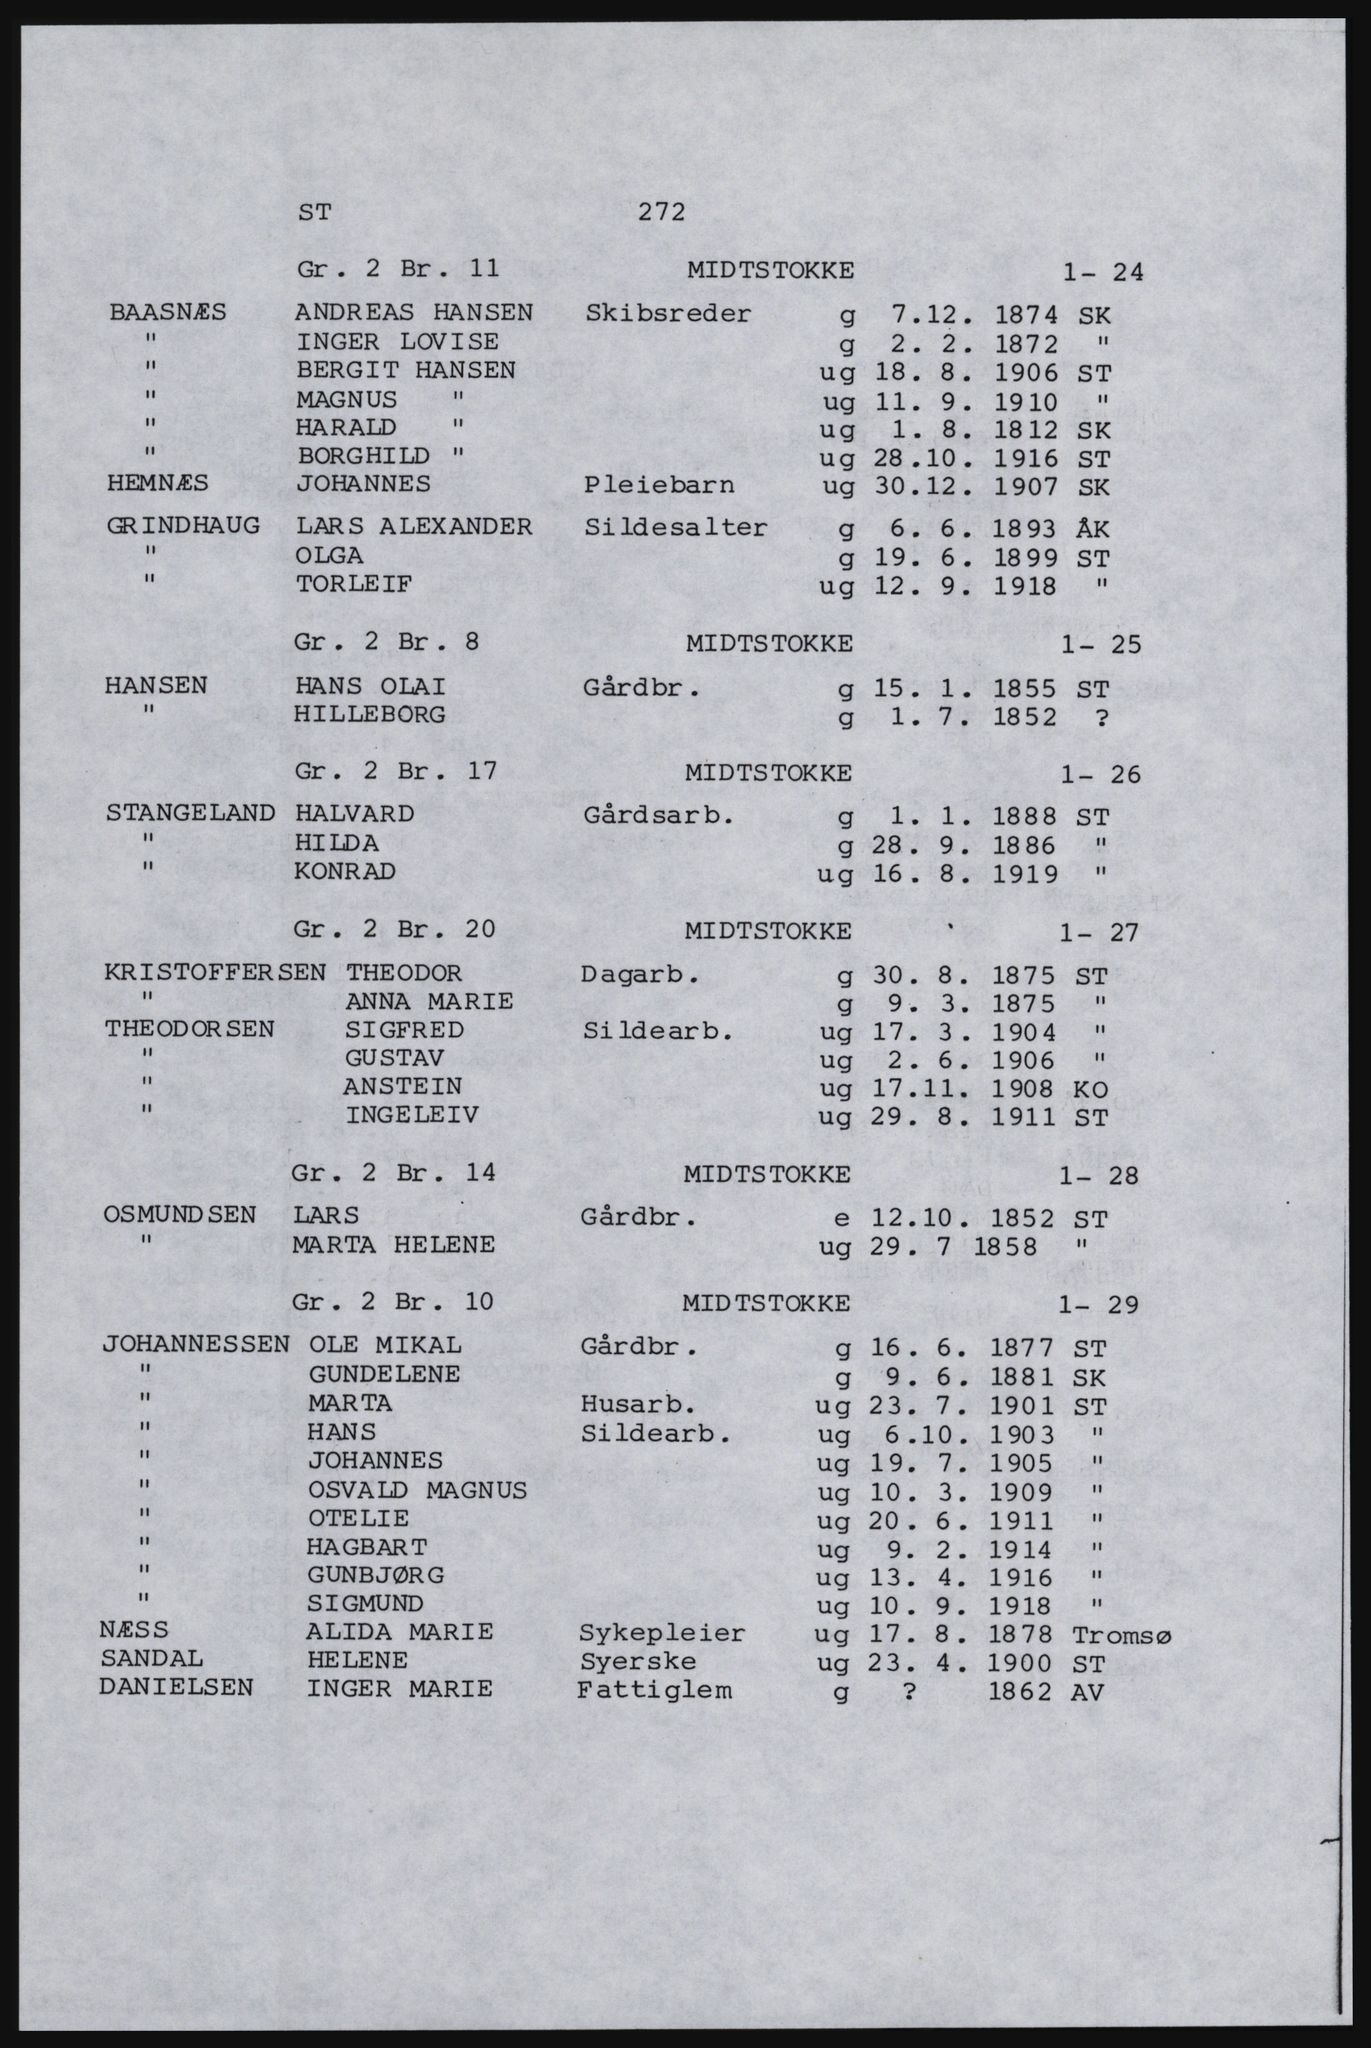 ST 272
Gr. 2 Br. 11 MIDTSTOKKE 1- 24
BAASNÆS ANDREAS HANSEN Skibsreder g 7.12. 1874 SK
" INGER LOVISE g 2. 2. 1872 "
" BERGIT HANSEN ug 18. 8. 1906 ST
" MAGNUS " ug 11. 9. 1910 "
" HARALD " ug 1. 8. 1812 SK
" BORGHILD " ug 28.10. 1916 ST
HEMNÆS JOHANNES Pleiebarn ug 30.12. 1907 SK
GRINDHAUG LARS ALEXANDER Sildesalter g 6. 6. 1893 ÅK
" OLGA g 19. 6. 1899 ST
" TORLEIF ug 12. 9. 1918 "
Gr. 2 Br. 8 MIDTSTOKKE 1- 25
HANSEN HANS OLAI Gårdbr. g 15. 1. 1855 ST
" HILLEBORG g 1. 7. 1852 ?
Gr. 2 Br. 17 MIDTSTOKKE 1- 26
STANGELAND HALVARD Gårdsarb. g 1. 1. 1888 ST
" HILDA g 28. 9. 1886 "
" KONRAD ug 16. 8. 1919 "
Gr. 2 Br. 20 MIDTSTOKKE 1- 27
KRISTOFFERSEN THEODOR Dagarb. g 30. 8. 1875 ST
" ANNA MARIE g 9. 3. 1875 "
THEODORSEN SIGFRED Sildearb. ug 17. 3. 1904 "
" GUSTAV ug 2. 6. 1906 "
" ANSTEIN ug 17.11. 1908 KO
" INGELEIV ug 29. 8. 1911 ST
Gr. 2 Br. 14 MIDTSTOKKE 1- 28
OSMUNDSEN LARS Gårdbr. e 12.10. 1852 ST
" MARTA HELENE ug 29. 7 1858 "
Gr. 2 Br. 10 MIDTSTOKKE 1- 29
JOHANNESSEN OLE MIKAL Gårdbr. g 16. 6. 1877 ST
" GUNDELENE g 9. 6. 1881 SK
" MARTA Husarb. ug 23. 7. 1901 ST
" HANS Sildearb. ug 6.10. 1903 "
" JOHANNES ug 19. 7. 1905 "
" OSVALD MAGNUS ug 10. 3. 1909 "
" OTELIE ug 20. 6. 1911 "
" HAGBART ug 9. 2. 1914 "
" GUNBJØRG ug 13. 4. 1916 "
" SIGMUND ug 10. 9. 1918 "
NÆSS ALIDA MARIE Sykepleier ug 17. 8. 1878 Tromsø
SANDAL HELENE Syerske ug 23. 4. 1900 ST
DANIELSEN INGER MARIE Fattiglem g ? 1862 AV